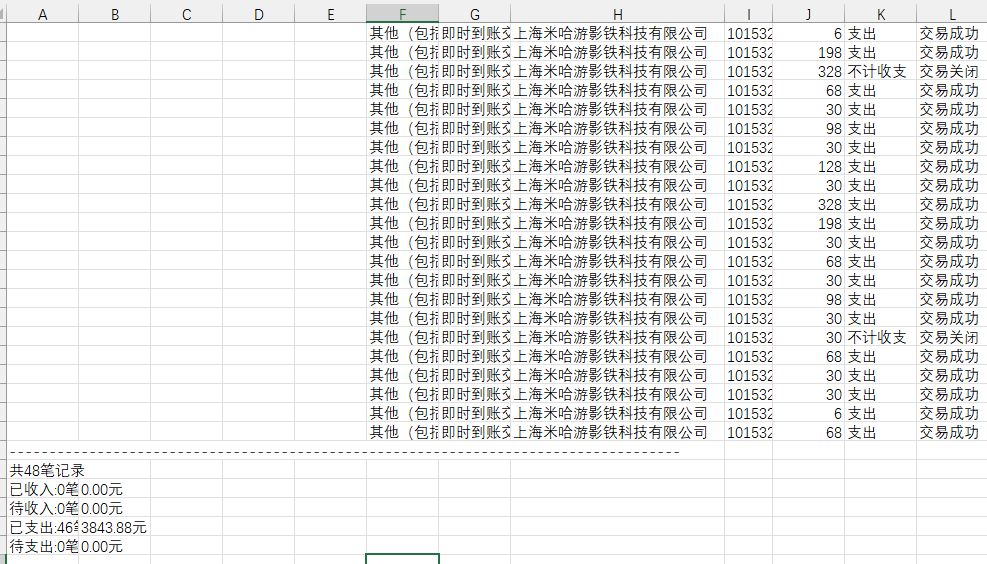 A B C D E F G H I J K L
其他（包括 即时到账交 上海米哈游影铁科技有限公司 101532 6 支出 交易成功
其他（包括 即时到账交 上海米哈游影铁科技有限公司 101532 198 支出 交易成功
其他（包括 即时到账交 上海米哈游影铁科技有限公司 101532 328 不计收支 交易关闭
其他（包括 即时到账交 上海米哈游影铁科技有限公司 101532 68 支出 交易成功
其他（包括 即时到账交 上海米哈游影铁科技有限公司 101532 30 支出 交易成功
其他（包括 即时到账交 上海米哈游影铁科技有限公司 101532 98 支出 交易成功
其他（包括 即时到账交 上海米哈游影铁科技有限公司 101532 30 支出 交易成功
其他（包括 即时到账交 上海米哈游影铁科技有限公司 101532 128 支出 交易成功
其他（包括 即时到账交 上海米哈游影铁科技有限公司 101532 30 支出 交易成功
其他（包括 即时到账交 上海米哈游影铁科技有限公司 101532 328 支出 交易成功
其他（包括 即时到账交 上海米哈游影铁科技有限公司 101532 198 支出 交易成功
其他（包括 即时到账交 上海米哈游影铁科技有限公司 101532 30 支出 交易成功
其他（包括 即时到账交 上海米哈游影铁科技有限公司 101532 68 支出 交易成功
其他（包括 即时到账交 上海米哈游影铁科技有限公司 101532 30 支出 交易成功
其他（包括 即时到账交 上海米哈游影铁科技有限公司 101532 98 支出 交易成功
其他（包括 即时到账交 上海米哈游影铁科技有限公司 101532 30 支出 交易成功
其他（包括 即时到账交 上海米哈游影铁科技有限公司 101532 30 不计收支 交易关闭
其他（包括 即时到账交 上海米哈游影铁科技有限公司 101532 68 支出 交易成功
其他（包括 即时到账交 上海米哈游影铁科技有限公司 101532 30 支出 交易成功
其他（包括 即时到账交 上海米哈游影铁科技有限公司 101532 30 支出 交易成功
其他（包括 即时到账交 上海米哈游影铁科技有限公司 101532 6 支出 交易成功
其他（包括 即时到账交 上海米哈游影铁科技有限公司 101532 68 支出 交易成功
共48笔记录
已收入:0笔 0.00元
待收入:0笔 0.00元
已支出:46笔 3843.88元
待支出:0笔 0.00元